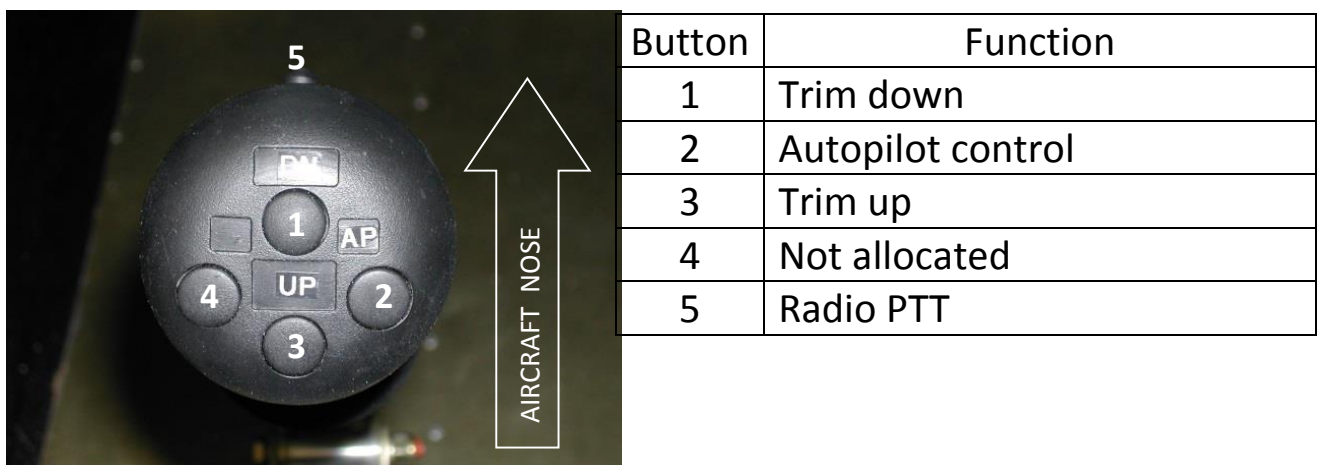 5
DN
1
AP
UP
4
2
3
AIRCRAFT NOSE
Button Function
1 Trim down
2 Autopilot control
3 Trim up
4 Not allocated
5 Radio PTT